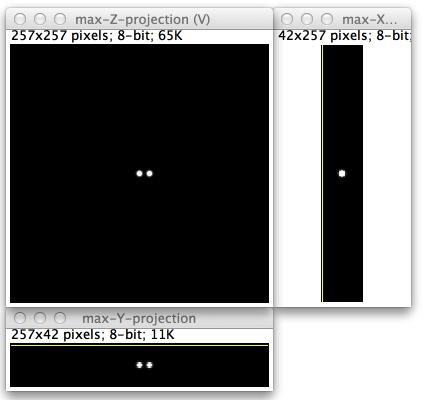 max-Z-projection (V)
257x257 pixels; 8-bit; 65K
max-X...
42x257 pixels; 8-bit;
max-Y-projection
257x42 pixels; 8-bit; 11K